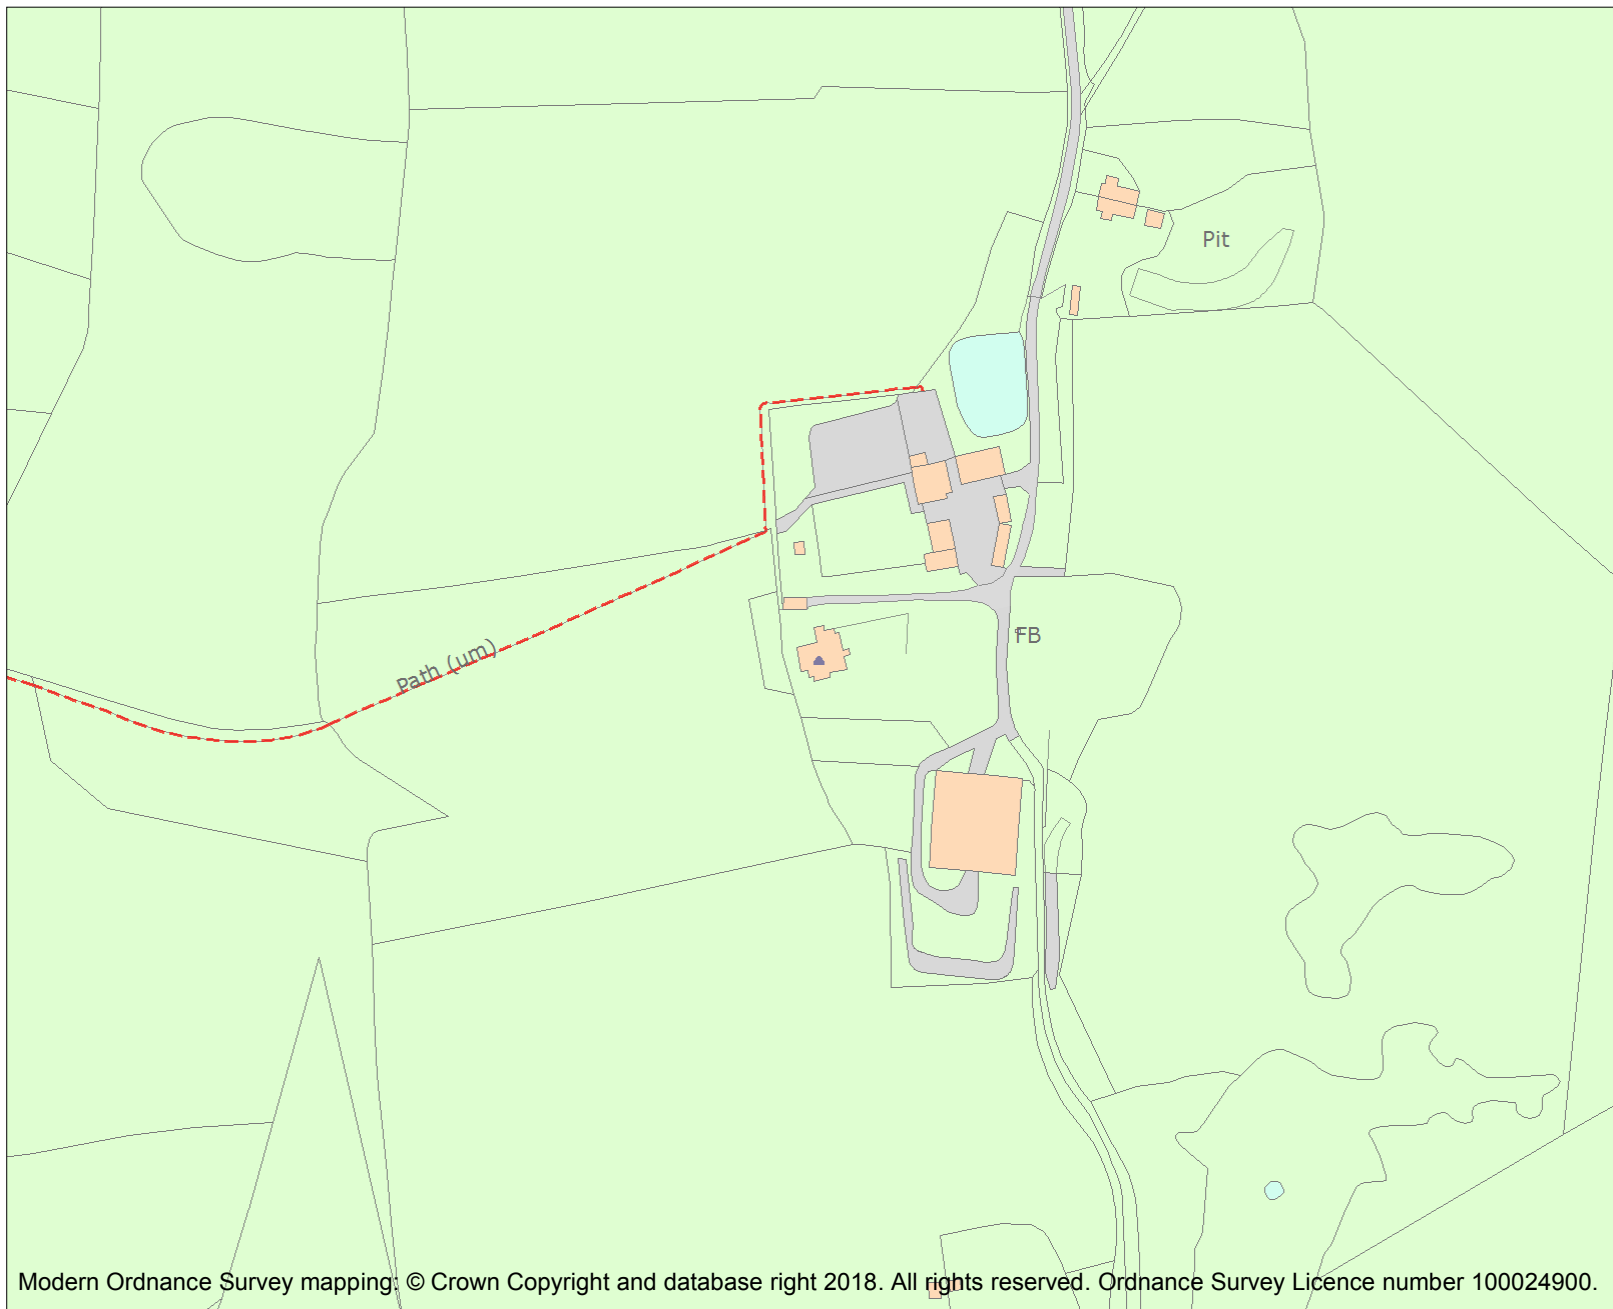 Pit
FB
Path (um)
Modern Ordnance Survey mapping: © Crown Copyright and database right 2018. All rights reserved. Ordnance Survey Licence number 100024900.